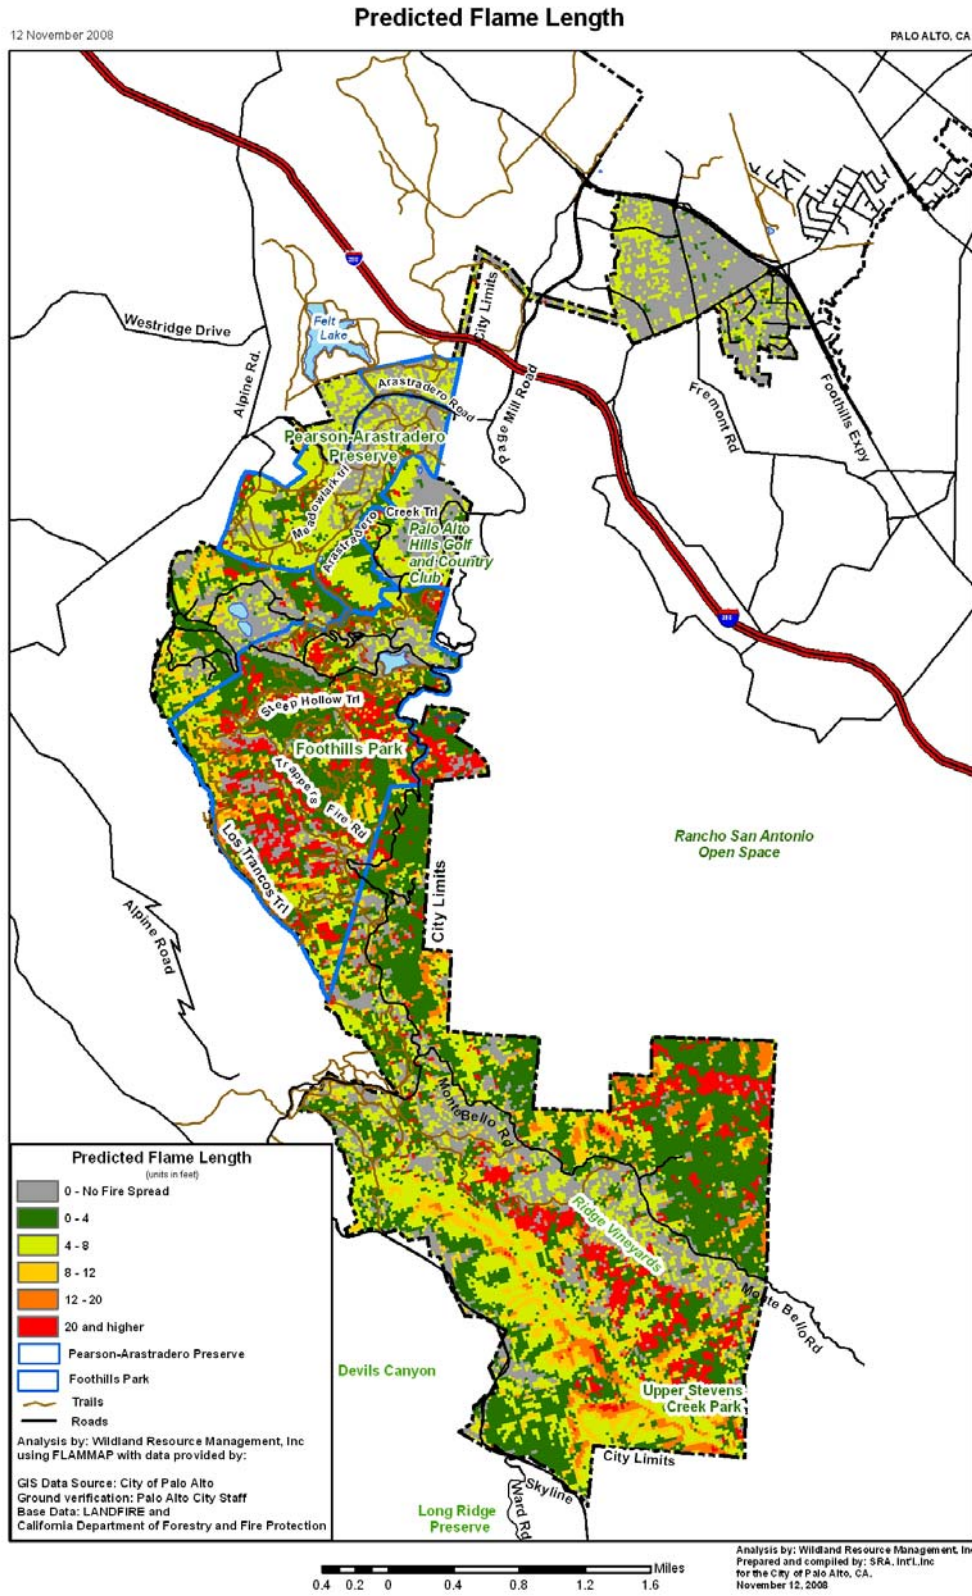 Predicted Flame Length
12 November 2008
PALO ALTO, CA
280
City Limits
Felt
Lake
Westridge Drive
Alpine Rd.
Arastradero Road
Page Mill Road
Fremont Rd
Foothills Expy
Pearson-Arastradero
Preserve
Meadowlark trl
Arastradero
Creek Trl
Palo Alto
Hills Golf
and Country
Club
280
Steep Hollow Trl
Foothills Park
Trappers Fire Rd
Los Trancos Trl
Rancho San Antonio
Open Space
City Limits
Alpine Road
Monte Bello Rd
Ridge Vineyards
Monte Bello Rd
Devils Canyon
Upper Stevens
Creek Park
City Limits
Skyline
Ward Rd
Long Ridge
Preserve
Predicted Flame Length
(units in feet)
0 - No Fire Spread
0 - 4
4 - 8
8 - 12
12 - 20
20 and higher
Pearson-Arastradero Preserve
Foothills Park
Trails
Roads
Analysis by: Wildland Resource Management, Inc
using FLAMMAP with data provided by:
GIS Data Source: City of Palo Alto
Ground verification: Palo Alto City Staff
Base Data: LANDFIRE and
California Department of Forestry and Fire Protection
Miles
0.4 0.2 0 0.4 0.8 1.2 1.6
Analysis by: Wildland Resource Management, Inc
Prepared and compiled by: SRA, Int'l, Inc
for the City of Palo Alto, CA.
November 12, 2008